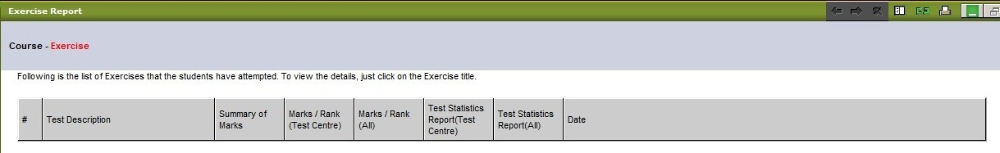 Exercise Report
Course - Exercise
Following is the list of Exercises that the students have attempted. To view the details, just click on the Exercise title.
#
Test Description
Summary of
Marks
Marks / Rank
(Test Centre)
Marks / Rank
(All)
Test Statistics
Report(Test
Centre)
Test Statistics
Report(All)
Date